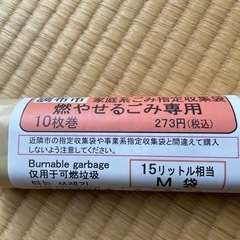 調布市 家庭系ごみ指定収集袋
燃やせるごみ専用
10枚巻 273円(税込)
近隣市の指定収集袋や事業系指定収集袋と間違えて購入
しないよう注意してください。
Burnable garbage
仅用于可燃垃圾
15リットル相当
M 袋